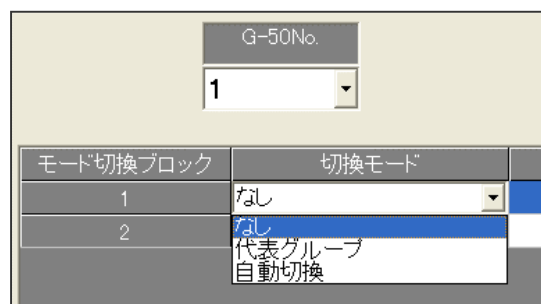 G-50No.
1
モード切換ブロック 切換モード
1 なし
2 なし
代表グループ
自動切換